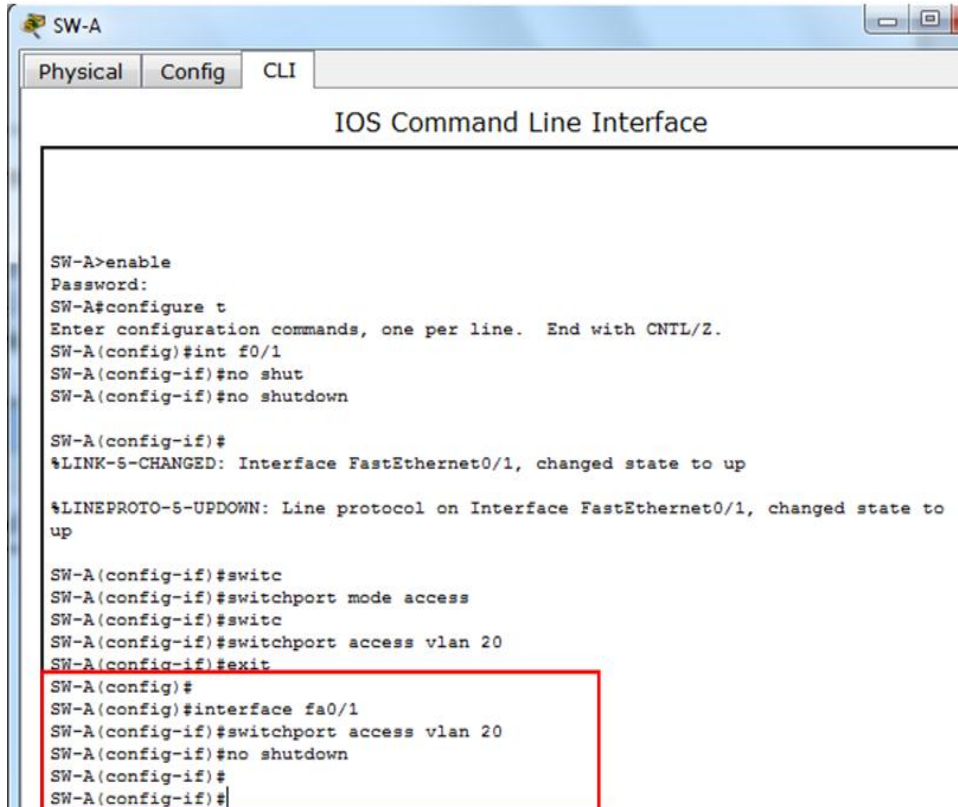 SW-A
Physical Config CLI
IOS Command Line Interface
SW-A>enable
Password:
SW-A#configure t
Enter configuration commands, one per line.  End with CNTL/Z.
SW-A(config)#int f0/1
SW-A(config-if)#no shut
SW-A(config-if)#no shutdown
SW-A(config-if)#
%LINK-5-CHANGED: Interface FastEthernet0/1, changed state to up
%LINEPROTO-5-UPDOWN: Line protocol on Interface FastEthernet0/1, changed state to
up
SW-A(config-if)#switc
SW-A(config-if)#switchport mode access
SW-A(config-if)#switc
SW-A(config-if)#switchport access vlan 20
SW-A(config-if)#exit
SW-A(config)#
SW-A(config)#interface fa0/1
SW-A(config-if)#switchport access vlan 20
SW-A(config-if)#no shutdown
SW-A(config-if)#
SW-A(config-if)#